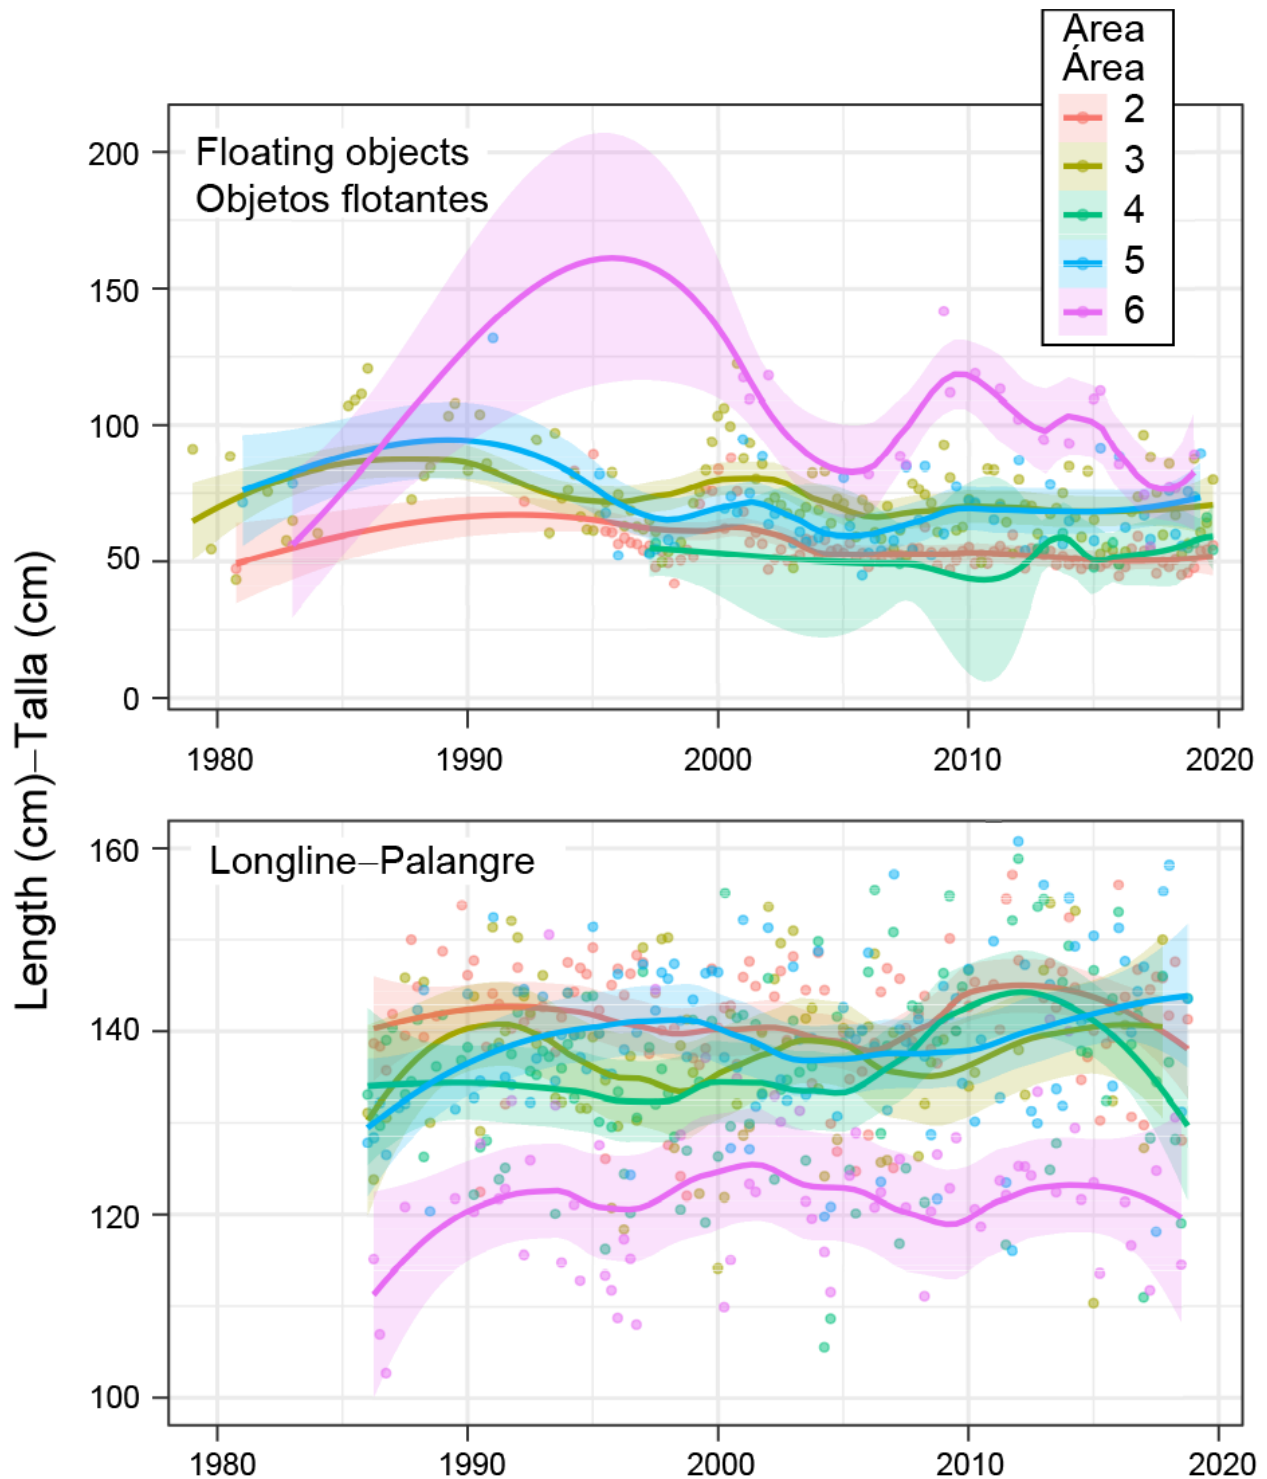 Area
Área
2
3
4
5
6
Floating objects
Objetos flotantes
200
150
100
50
0
1980 1990 2000 2010 2020
Length (cm)–Talla (cm)
Longline–Palangre
160
140
120
100
1980 1990 2000 2010 2020